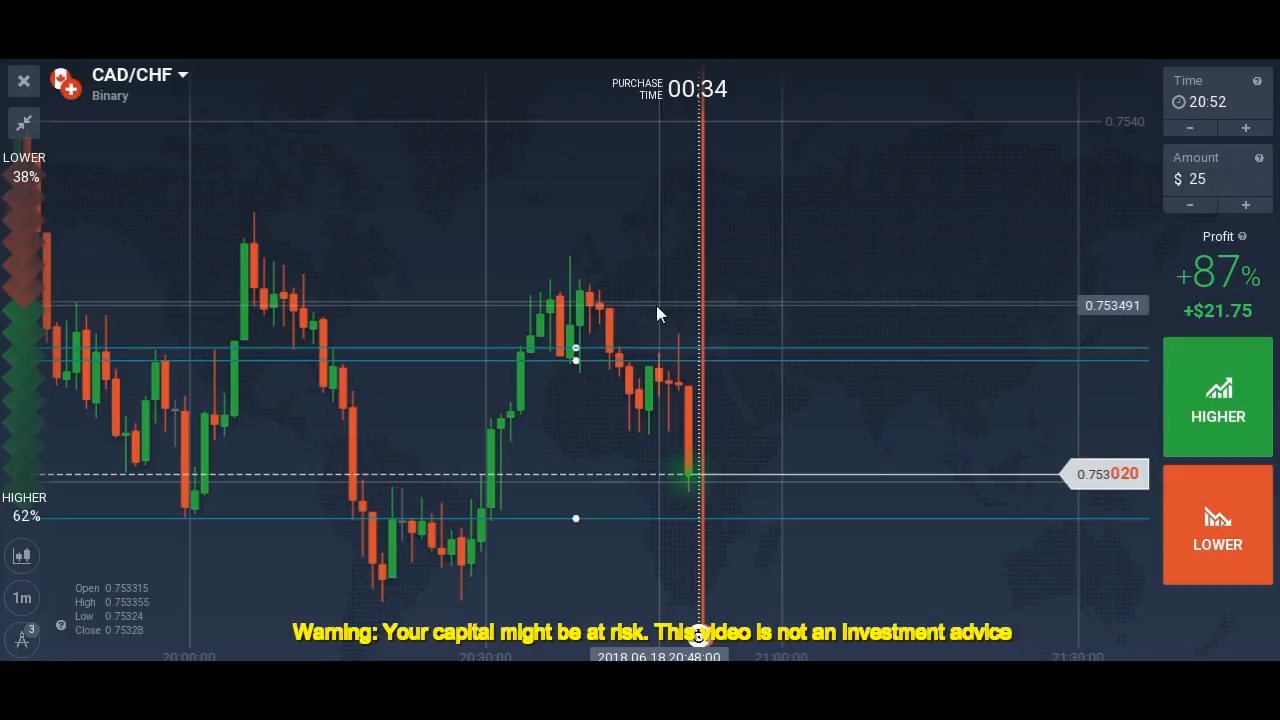 CAD/CHF
Binary
PURCHASE
TIME
00:34
Time
20:52
- +
0.7540
LOWER
38%
Amount
$ 25
- +
Profit
+87%
0.753491
+$21.75
HIGHER
0.753020
HIGHER
62%
LOWER
1m
3
Open 0.753315
High 0.753355
Low 0.75324
Close 0.75328
Warning: Your capital might be at risk. This video is not an investment advice
20:00:00 20:30:00 2018.06.18 20:48:00 21:00:00 21:30:00